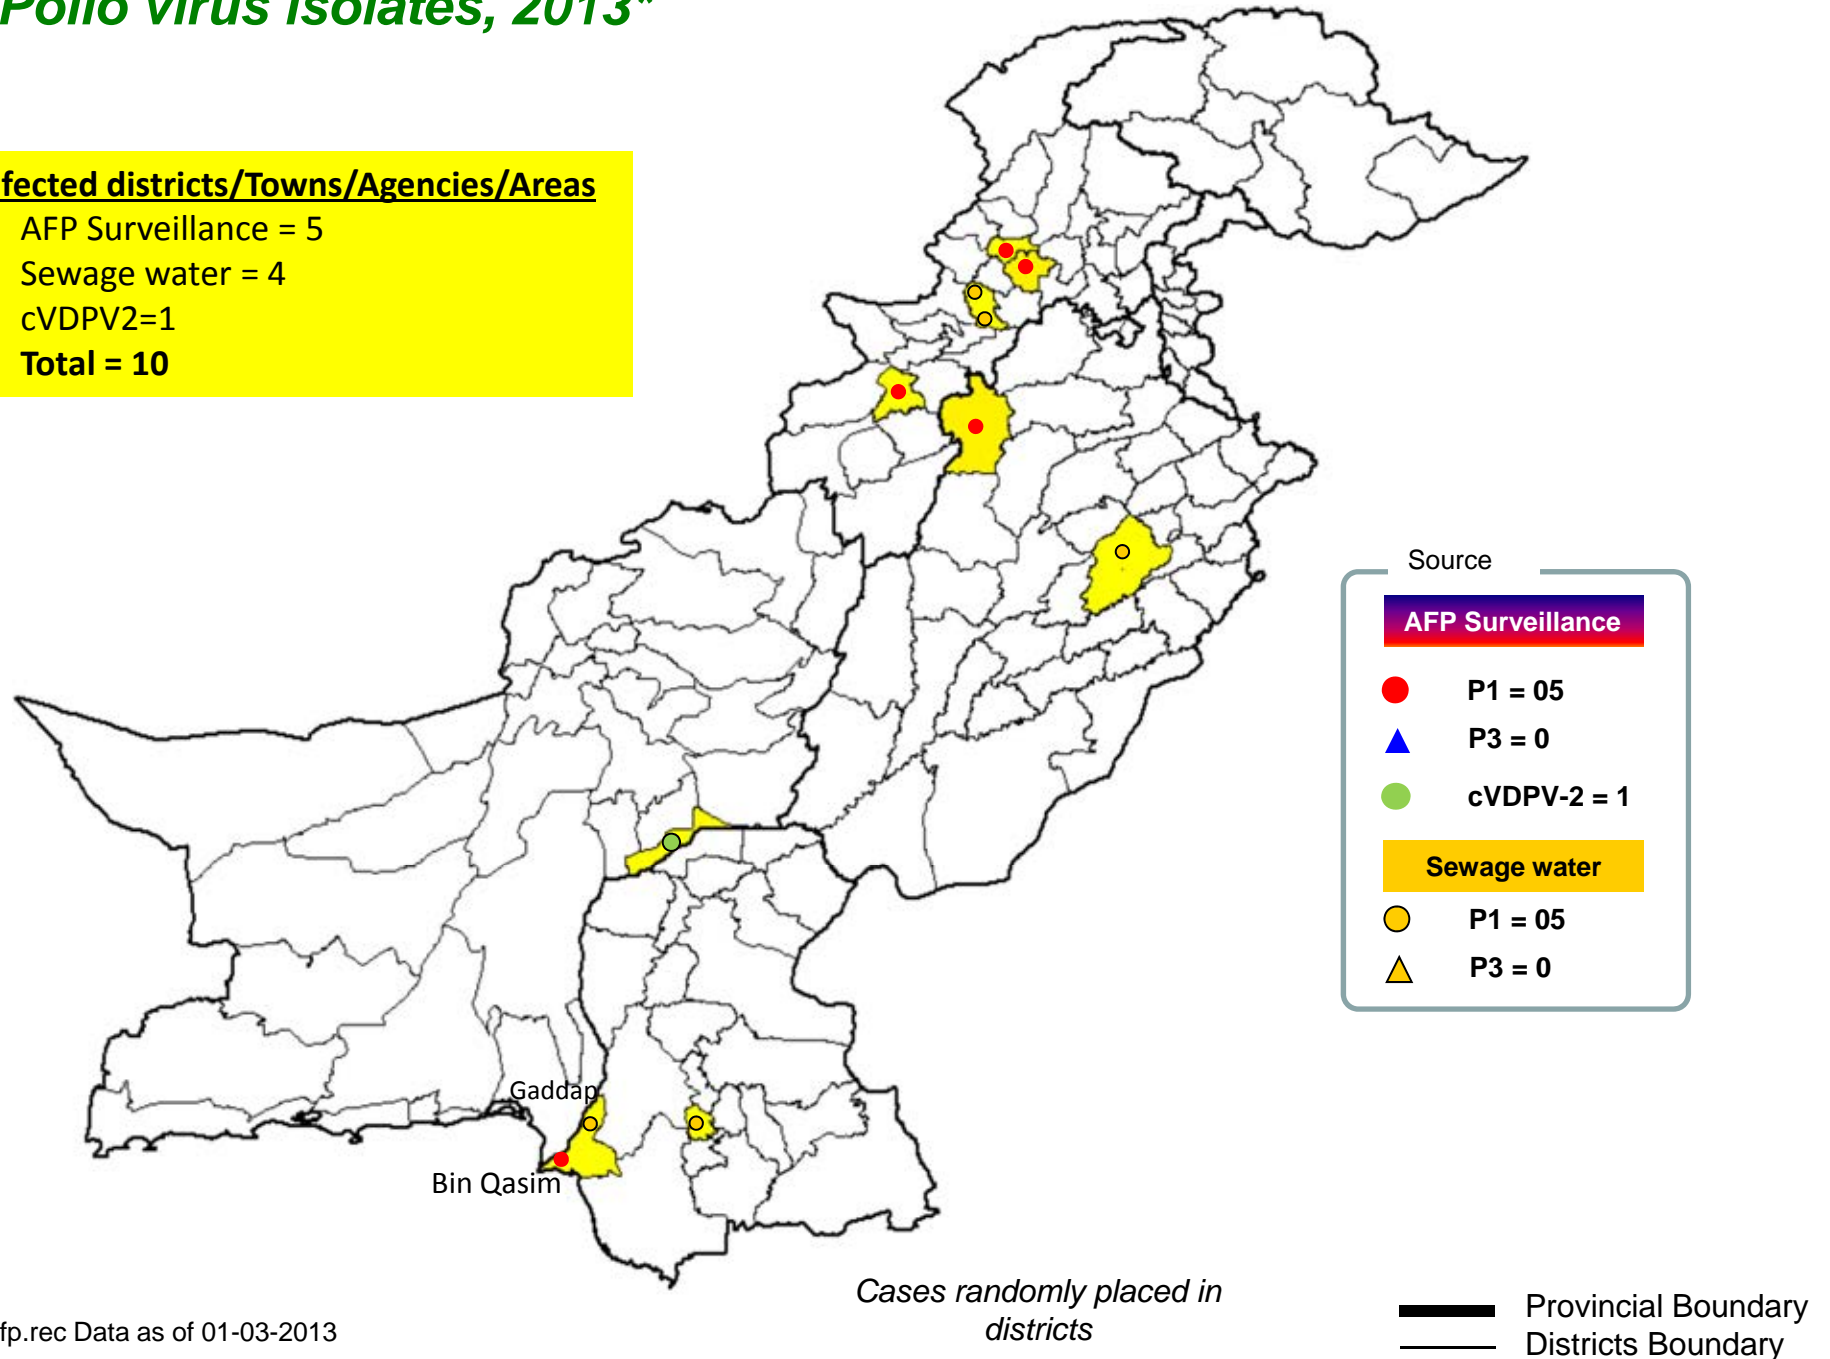 Polio Virus Isolates, 2013*
fected districts/Towns/Agencies/Areas
AFP Surveillance = 5
Sewage water = 4
cVDPV2=1
Total = 10
Source
AFP Surveillance
P1 = 05
P3 = 0
cVDPV-2 = 1
Sewage water
P1 = 05
P3 = 0
Gaddap
Bin Qasim
Cases randomly placed in
districts
fp.rec Data as of 01-03-2013
Provincial Boundary
Districts Boundary